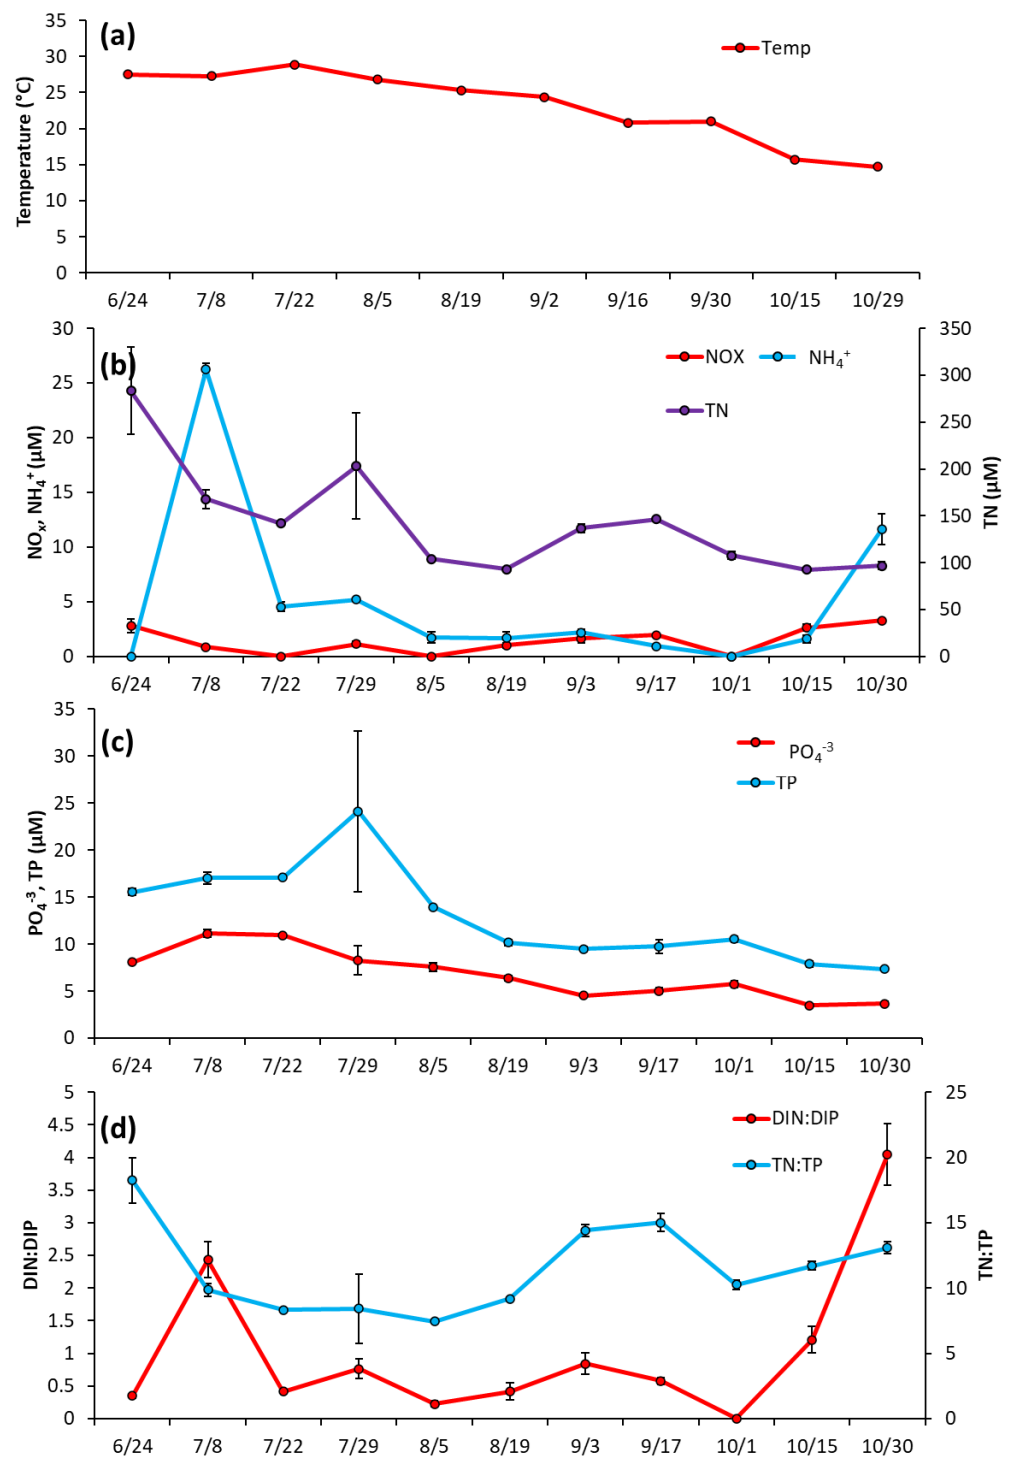 (a)
Temp
Temperature (°C)
35
30
25
20
15
10
5
0
6/24 7/8 7/22 8/5 8/19 9/2 9/16 9/30 10/15 10/29
(b)
NOX NH₄⁺
TN
NOₓ, NH₄⁺ (µM)
30
25
20
15
10
5
0
TN (µM)
350
300
250
200
150
100
50
0
6/24 7/8 7/22 7/29 8/5 8/19 9/3 9/17 10/1 10/15 10/30
(c)
PO₄⁻³
TP
PO₄⁻³, TP (µM)
35
30
25
20
15
10
5
0
6/24 7/8 7/22 7/29 8/5 8/19 9/3 9/17 10/1 10/15 10/30
(d)
DIN:DIP
TN:TP
DIN:DIP
5
4.5
4
3.5
3
2.5
2
1.5
1
0.5
0
TN:TP
25
20
15
10
5
0
6/24 7/8 7/22 7/29 8/5 8/19 9/3 9/17 10/1 10/15 10/30